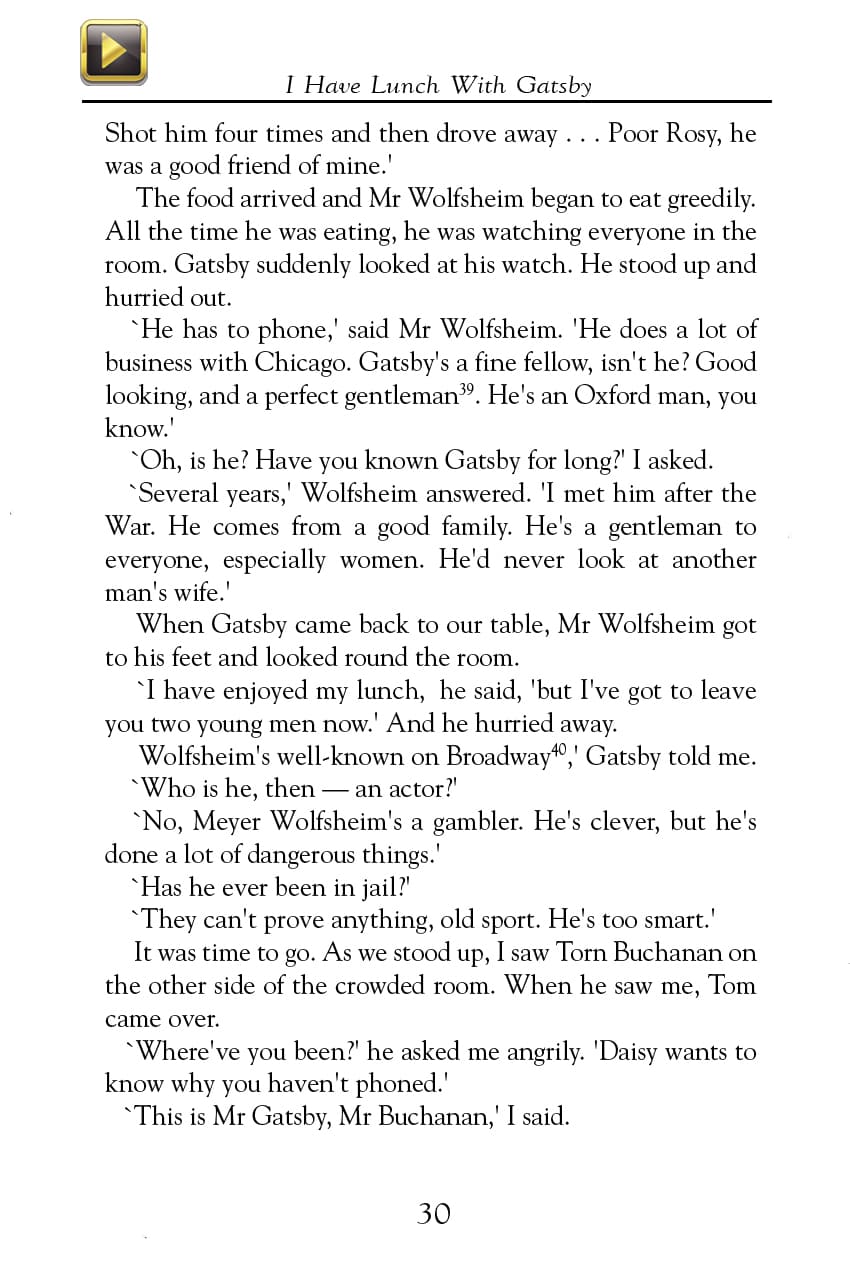 I Have Lunch With Gatsby
Shot him four times and then drove away . . . Poor Rosy, he
was a good friend of mine.'
The food arrived and Mr Wolfsheim began to eat greedily.
All the time he was eating, he was watching everyone in the
room. Gatsby suddenly looked at his watch. He stood up and
hurried out.
`He has to phone,' said Mr Wolfsheim. 'He does a lot of
business with Chicago. Gatsby's a fine fellow, isn't he? Good
looking, and a perfect gentleman³⁹. He's an Oxford man, you
know.'
`Oh, is he? Have you known Gatsby for long?' I asked.
`Several years,' Wolfsheim answered. 'I met him after the
War. He comes from a good family. He's a gentleman to
everyone, especially women. He'd never look at another
man's wife.'
When Gatsby came back to our table, Mr Wolfsheim got
to his feet and looked round the room.
`I have enjoyed my lunch,  he said, 'but I've got to leave
you two young men now.' And he hurried away.
Wolfsheim's well-known on Broadway⁴⁰,' Gatsby told me.
`Who is he, then — an actor?'
`No, Meyer Wolfsheim's a gambler. He's clever, but he's
done a lot of dangerous things.'
`Has he ever been in jail?'
`They can't prove anything, old sport. He's too smart.'
It was time to go. As we stood up, I saw Torn Buchanan on
the other side of the crowded room. When he saw me, Tom
came over.
`Where've you been?' he asked me angrily. 'Daisy wants to
know why you haven't phoned.'
`This is Mr Gatsby, Mr Buchanan,' I said.
30